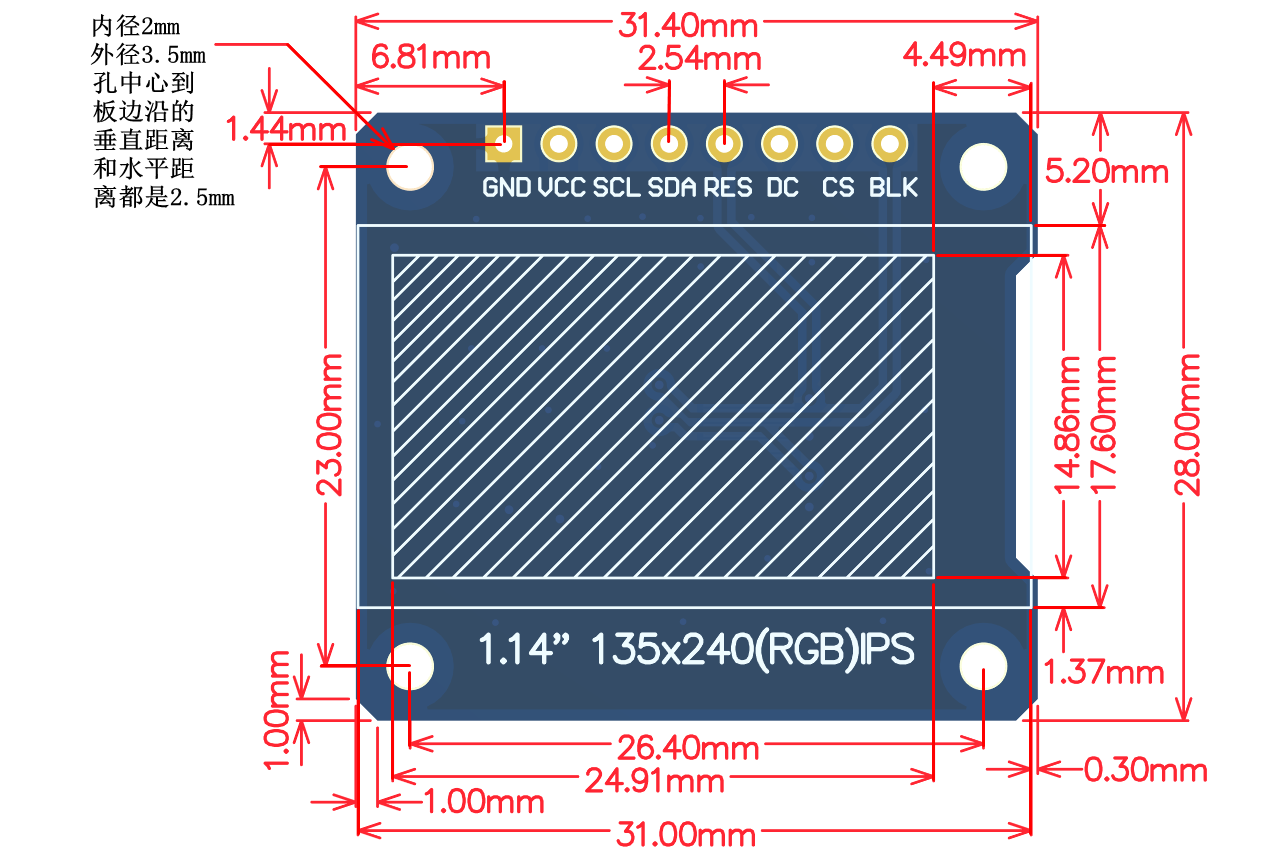 内径2mm
外径3.5mm
孔中心到
板边沿的
垂直距离
和水平距
离都是2.5mm
31.40mm
6.81mm
2.54mm
4.49mm
1.44mm
5.20mm
GND VCC SCL SDA RES DC CS BLK
23.00mm
14.86mm
17.60mm
28.00mm
1.14” 135x240(RGB)IPS
1.37mm
1.00mm
26.40mm
24.91mm
0.30mm
1.00mm
31.00mm